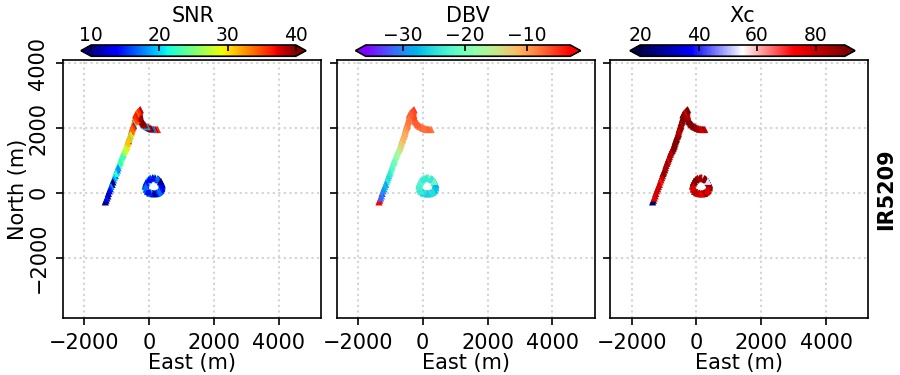 SNR DBV Xc
10 20 30 40 −30 −20 −10 20 40 60 80
4000
2000
0
−2000
North (m)
IR5209
−2000 0 2000 4000 −2000 0 2000 4000 −2000 0 2000 4000
East (m) East (m) East (m)